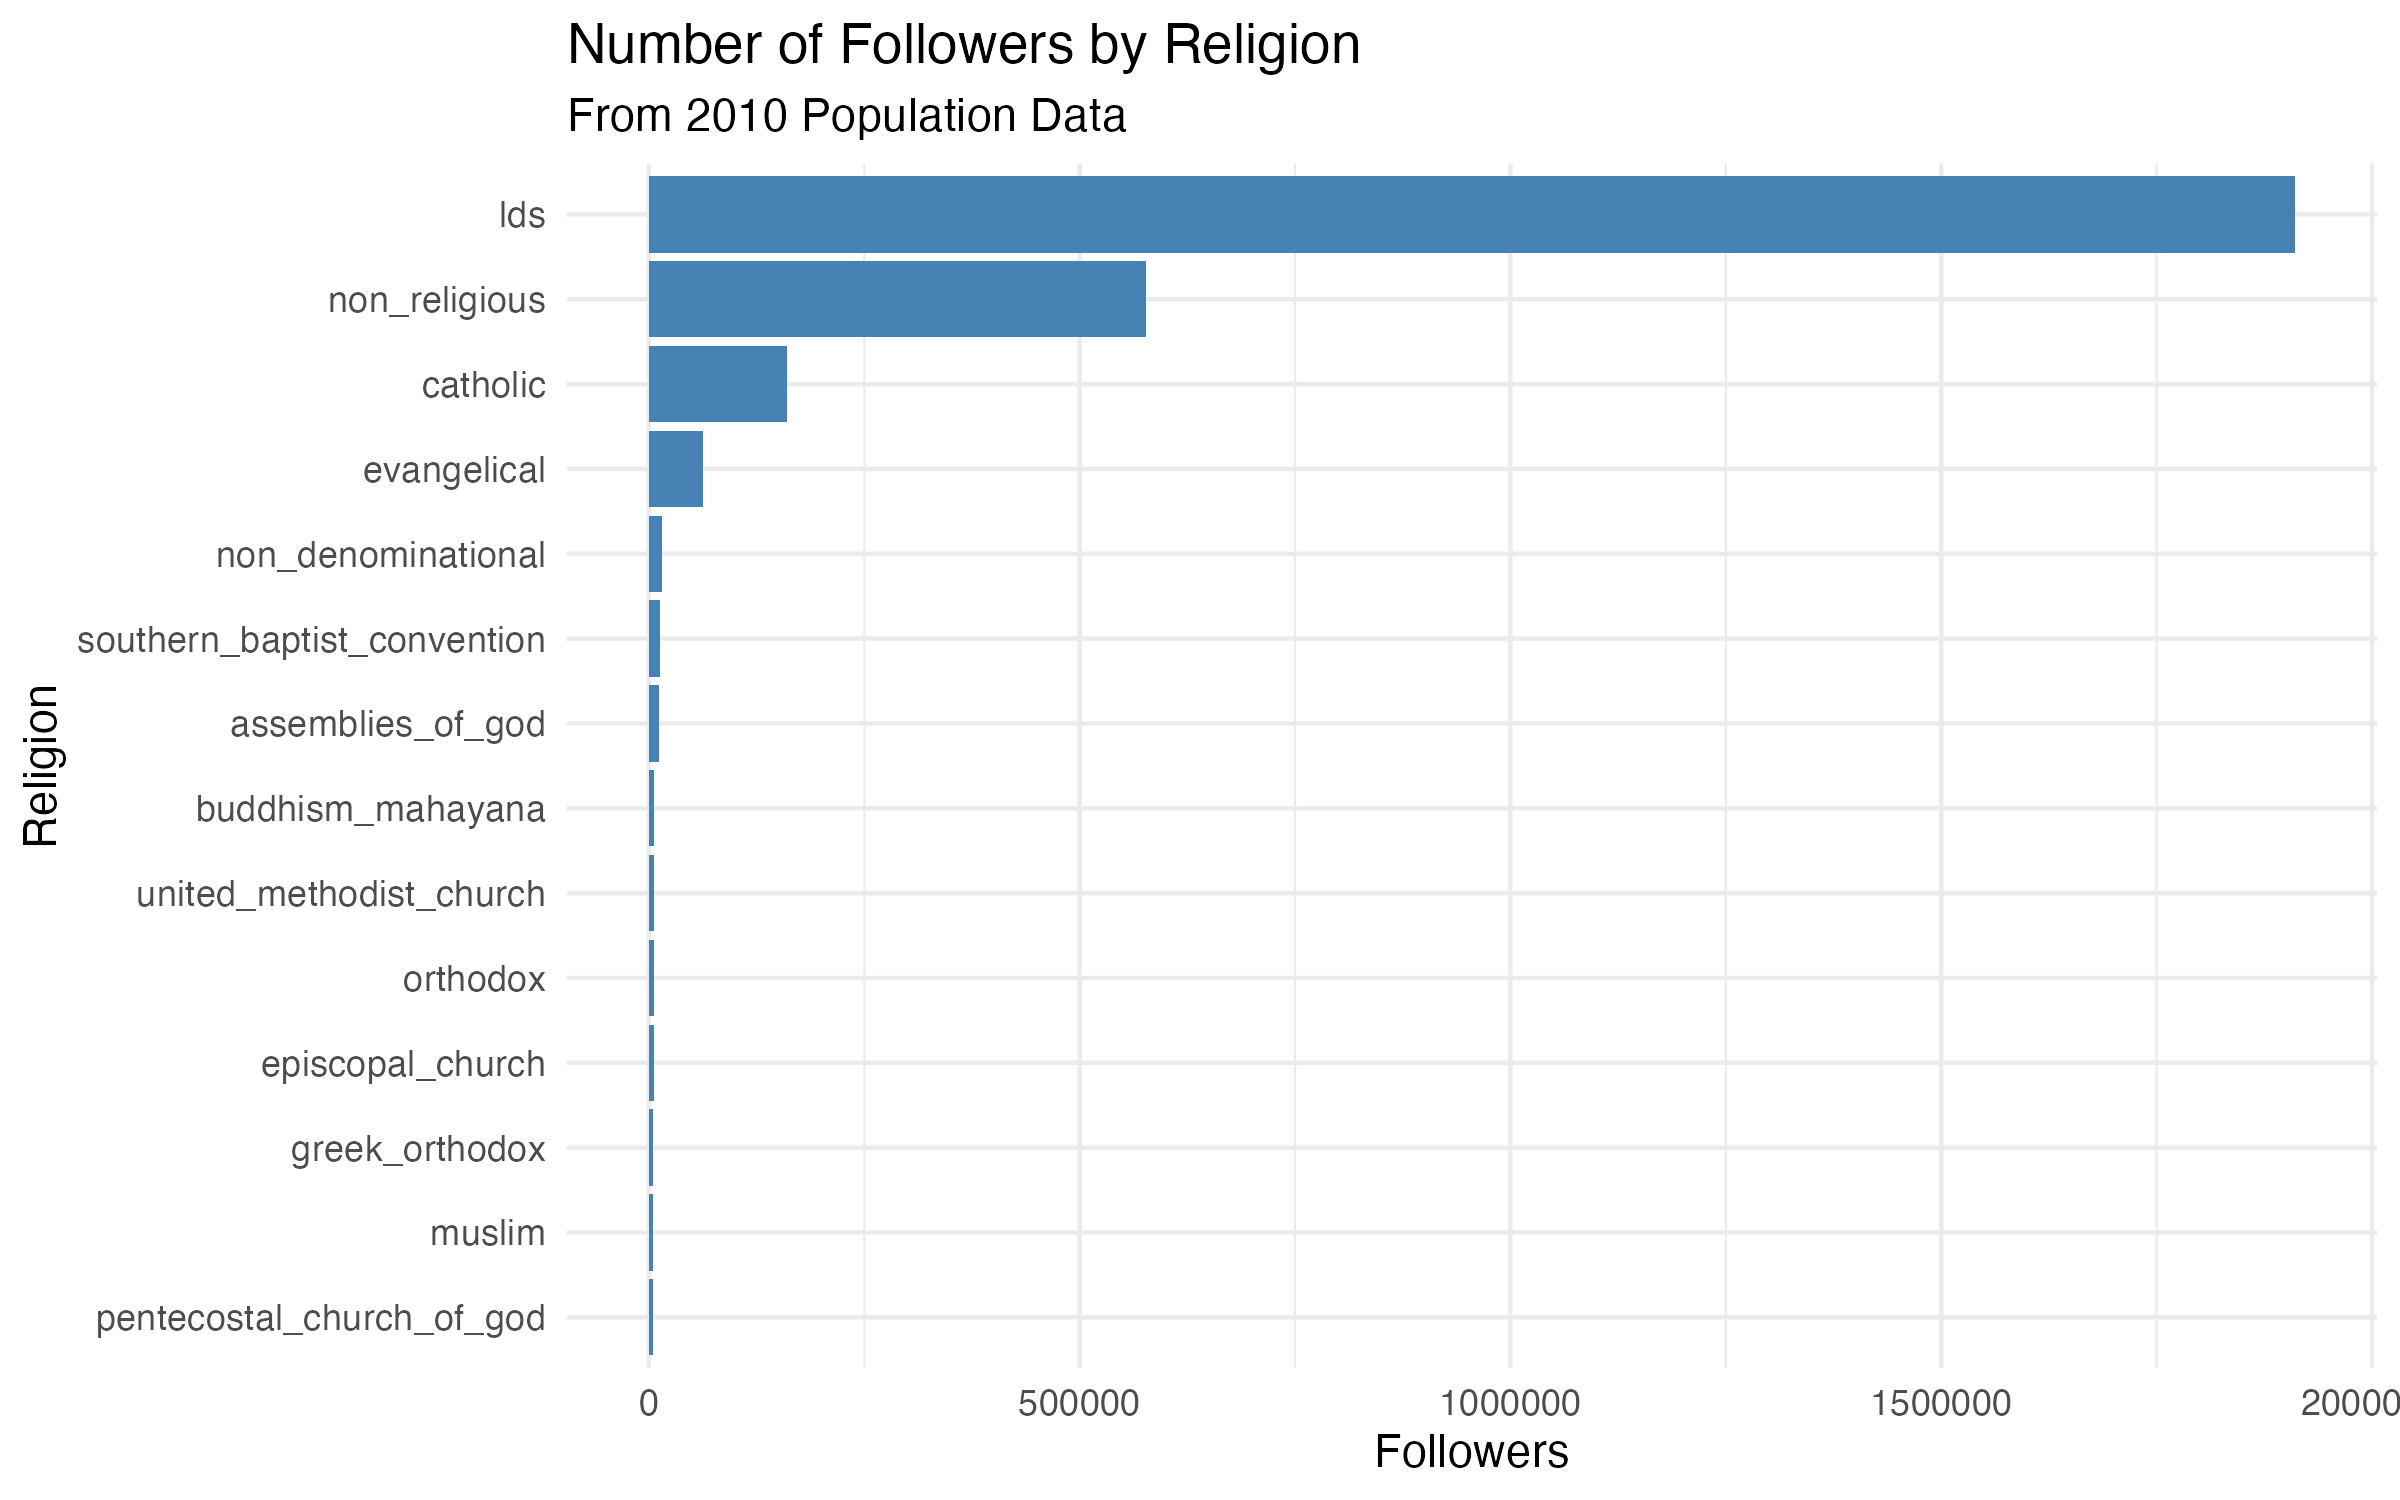 Number of Followers by Religion
From 2010 Population Data
lds
non_religious
catholic
evangelical
non_denominational
southern_baptist_convention
assemblies_of_god
buddhism_mahayana
united_methodist_church
orthodox
episcopal_church
greek_orthodox
muslim
pentecostal_church_of_god
Religion
0 500000 1000000 1500000 20000
Followers